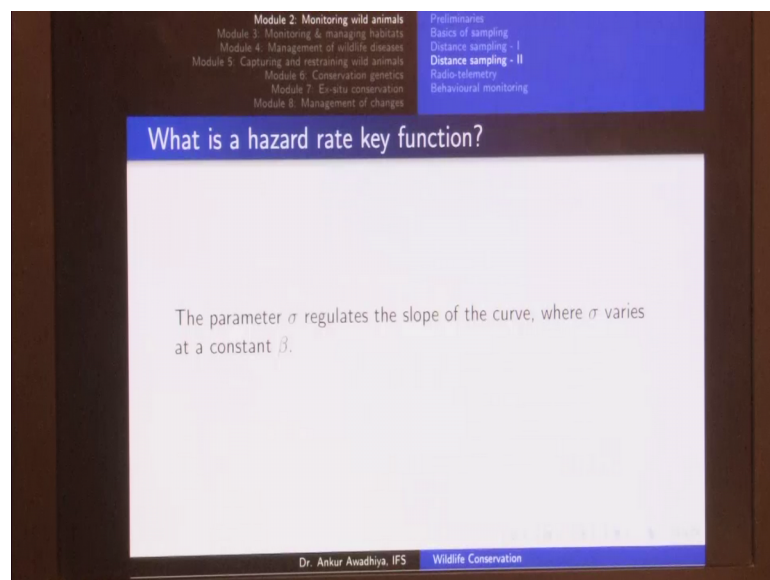 Module 2: Monitoring wild animals
Module 3: Monitoring & managing habitats
Module 4: Management of wildlife diseases
Module 5: Capturing and restraining wild animals
Module 6: Conservation genetics
Module 7: Ex-situ conservation
Module 8: Management of changes
Preliminaries
Basics of sampling
Distance sampling - I
Distance sampling - II
Radio-telemetry
Behavioural monitoring
What is a hazard rate key function?
The parameter σ regulates the slope of the curve, where σ varies
at a constant β.
Dr. Ankur Awadhiya, IFS
Wildlife Conservation